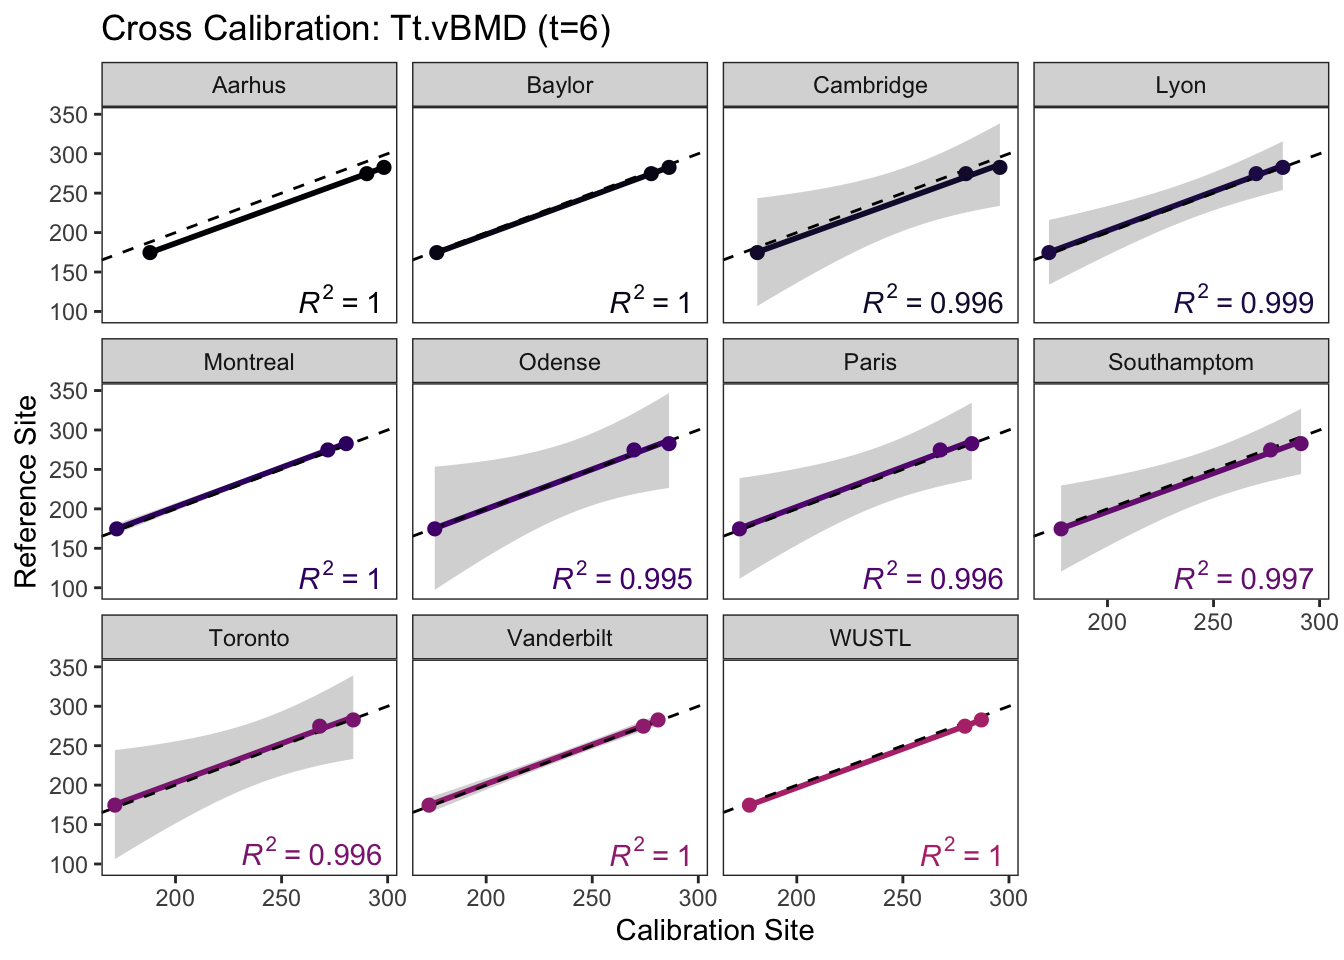 Cross Calibration: Tt.vBMD (t=6)
Aarhus Baylor Cambridge Lyon
350
300
250
200
150
100
R² = 1 R² = 1 R² = 0.996 R² = 0.999
Montreal Odense Paris Southamptom
350
300
250
200
150
100
R² = 1 R² = 0.995 R² = 0.996 R² = 0.997
200 250 300
Reference Site
Toronto Vanderbilt WUSTL
350
300
250
200
150
100
R² = 0.996 R² = 1 R² = 1
200 250 300 200 250 300 200 250 300
Calibration Site